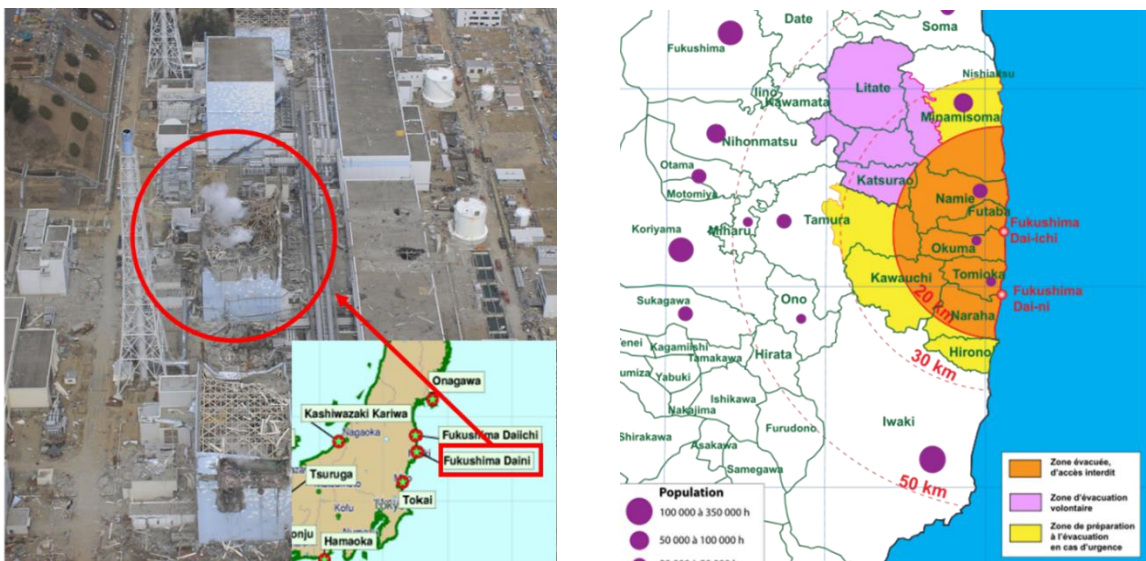 Onagawa
Kashiwazaki Kariwa
Nagaoka
Fukushima Daiichi
Fukushima Daini
Tsuruga
Tokai
Kofu
Hamaoka
Date
Soma
Fukushima
Nishiaisu
Litate
Iino
Kawamata
Minamisoma
Nihonmatsu
Otama
Motomiya
Katsurao
Namie
Futaba
Tamura
Miharu
Koriyama
Fukushima
Dai-ichi
Okuma
Kawauchi
Tomioka
20 km
Fukushima
Dai-ni
Ono
Sukagawa
Naraha
Kagamiishi
Tamakawa
Hirata
Hirono
30 km
Yabuki
Ishikawa
Nakajima
Iwaki
Furudono
Shirakawa
Asakawa
Samegawa
50 km
Population
100 000 à 350 000 h
50 000 à 100 000 h
Zone évacuée,
d'accès interdit
Zone d'évacuation
volontaire
Zone de préparation
à l'évacuation
en cas d'urgence